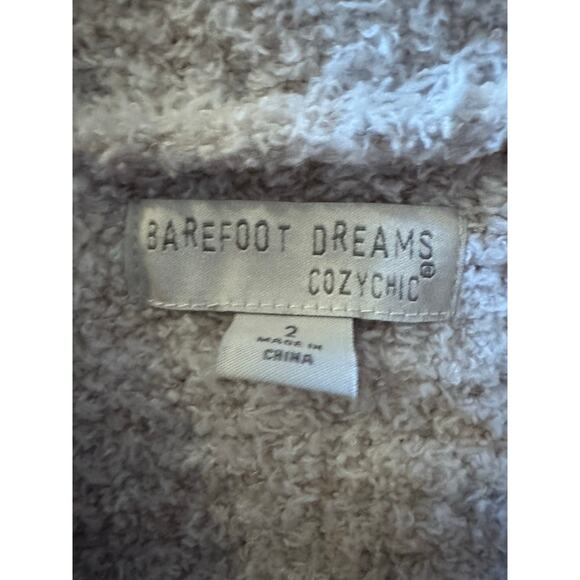 BAREFOOT DREAMS
COZYCHIC®
2
MADE IN
CHINA